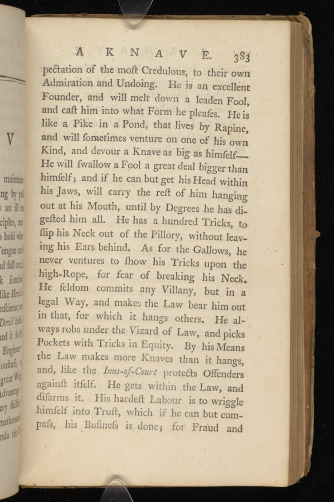 A KNAVE. 383
pectation of the moſt Credulous, to their own
Admiration and Undoing. He is an excellent
Founder, and will melt down a leaden Fool,
and caſt him into what Form he pleaſes. He is
like a Pike in a Pond, that lives by Rapine,
and will ſometimes venture on one of his own
Kind, and devour a Knave as big as himſelf—
He will ſwallow a Fool a great deal bigger than
himſelf; and if he can but get his Head within
his Jaws, will carry the reſt of him hanging
out at his Mouth, until by Degrees he has di-
geſted him all. He has a hundred Tricks, to
ſlip his Neck out of the Pillory, without leav-
ing his Ears behind. As for the Gallows, he
never ventures to ſhow his Tricks upon the
high-Rope, for fear of breaking his Neck.
He ſeldom commits any Villany, but in a
legal Way, and makes the Law bear him out
in that, for which it hangs others. He al-
ways robs under the Vizard of Law, and picks
Pockets with Tricks in Equity. By his Means
the Law makes more Knaves than it hangs,
and, like the Inns-of-Court protects Offenders
againſt itſelf. He gets within the Law, and
diſarms it. His hardeſt Labour is to wriggle
himſelf into Truſt, which if he can but com-
paſs, his Buſineſs is done; for Fraud and